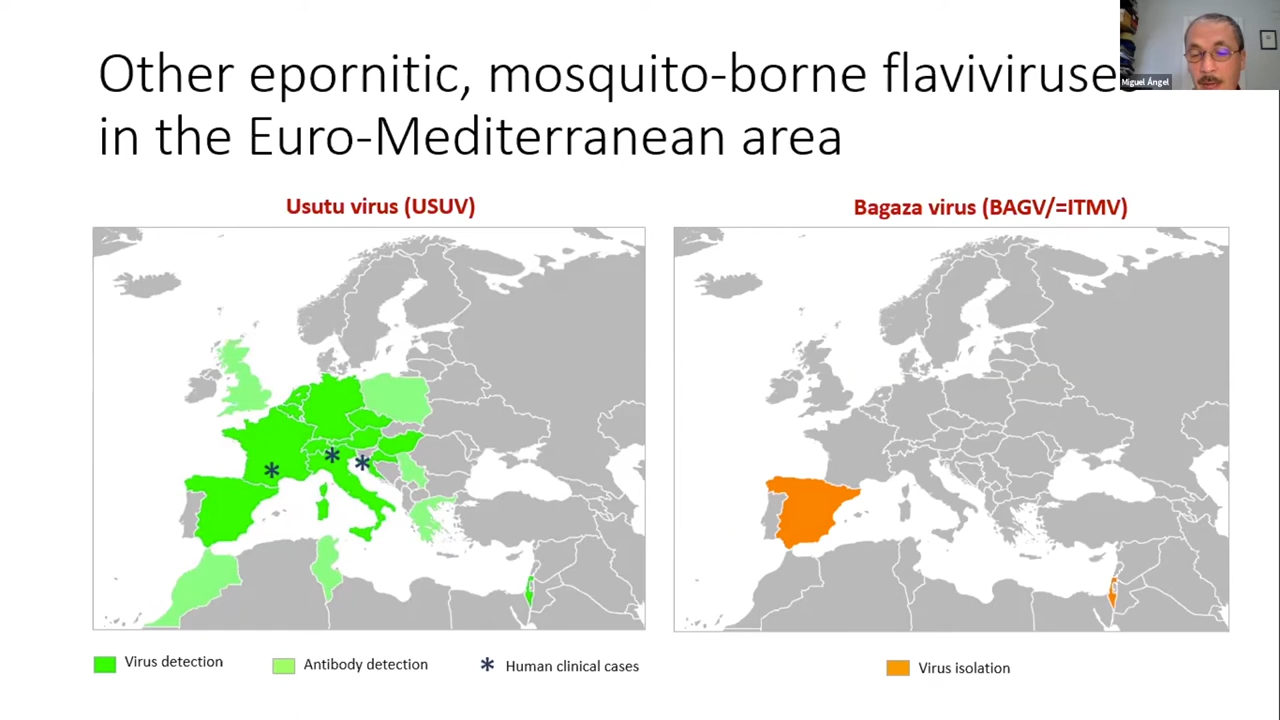 Other epornitic, mosquito-borne flaviviruses
in the Euro-Mediterranean area
Miguel Ángel
Usutu virus (USUV)
Bagaza virus (BAGV/=ITMV)
* * *
Virus detection
Antibody detection
* Human clinical cases
Virus isolation